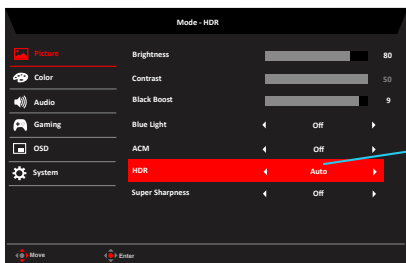 Mode - HDR
Picture
Brightness 80
Color
Contrast 50
Audio
Black Boost 9
Gaming
Blue Light Off
OSD
ACM Off
System
HDR Auto
Super Sharpness Off
Move Enter